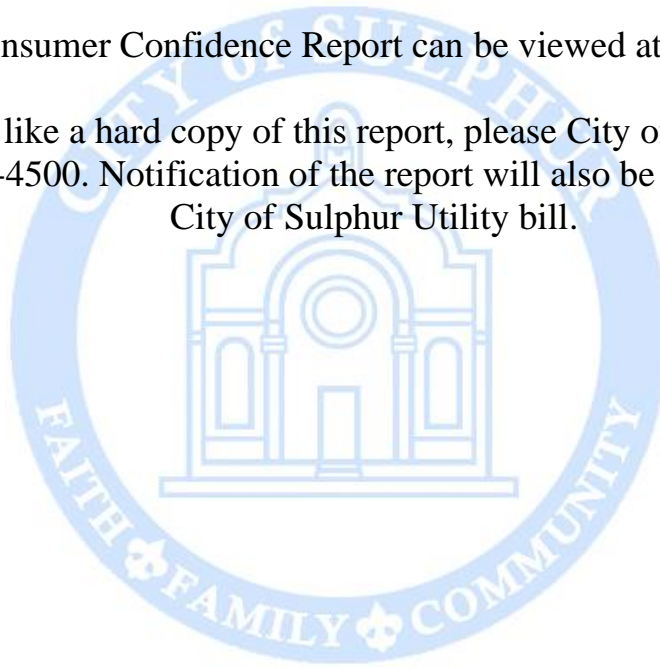 nsumer Confidence Report can be viewed at
like a hard copy of this report, please City o
-4500. Notification of the report will also be
City of Sulphur Utility bill.
CITY OF SULPHUR
FAITH FAMILY COMMUNITY